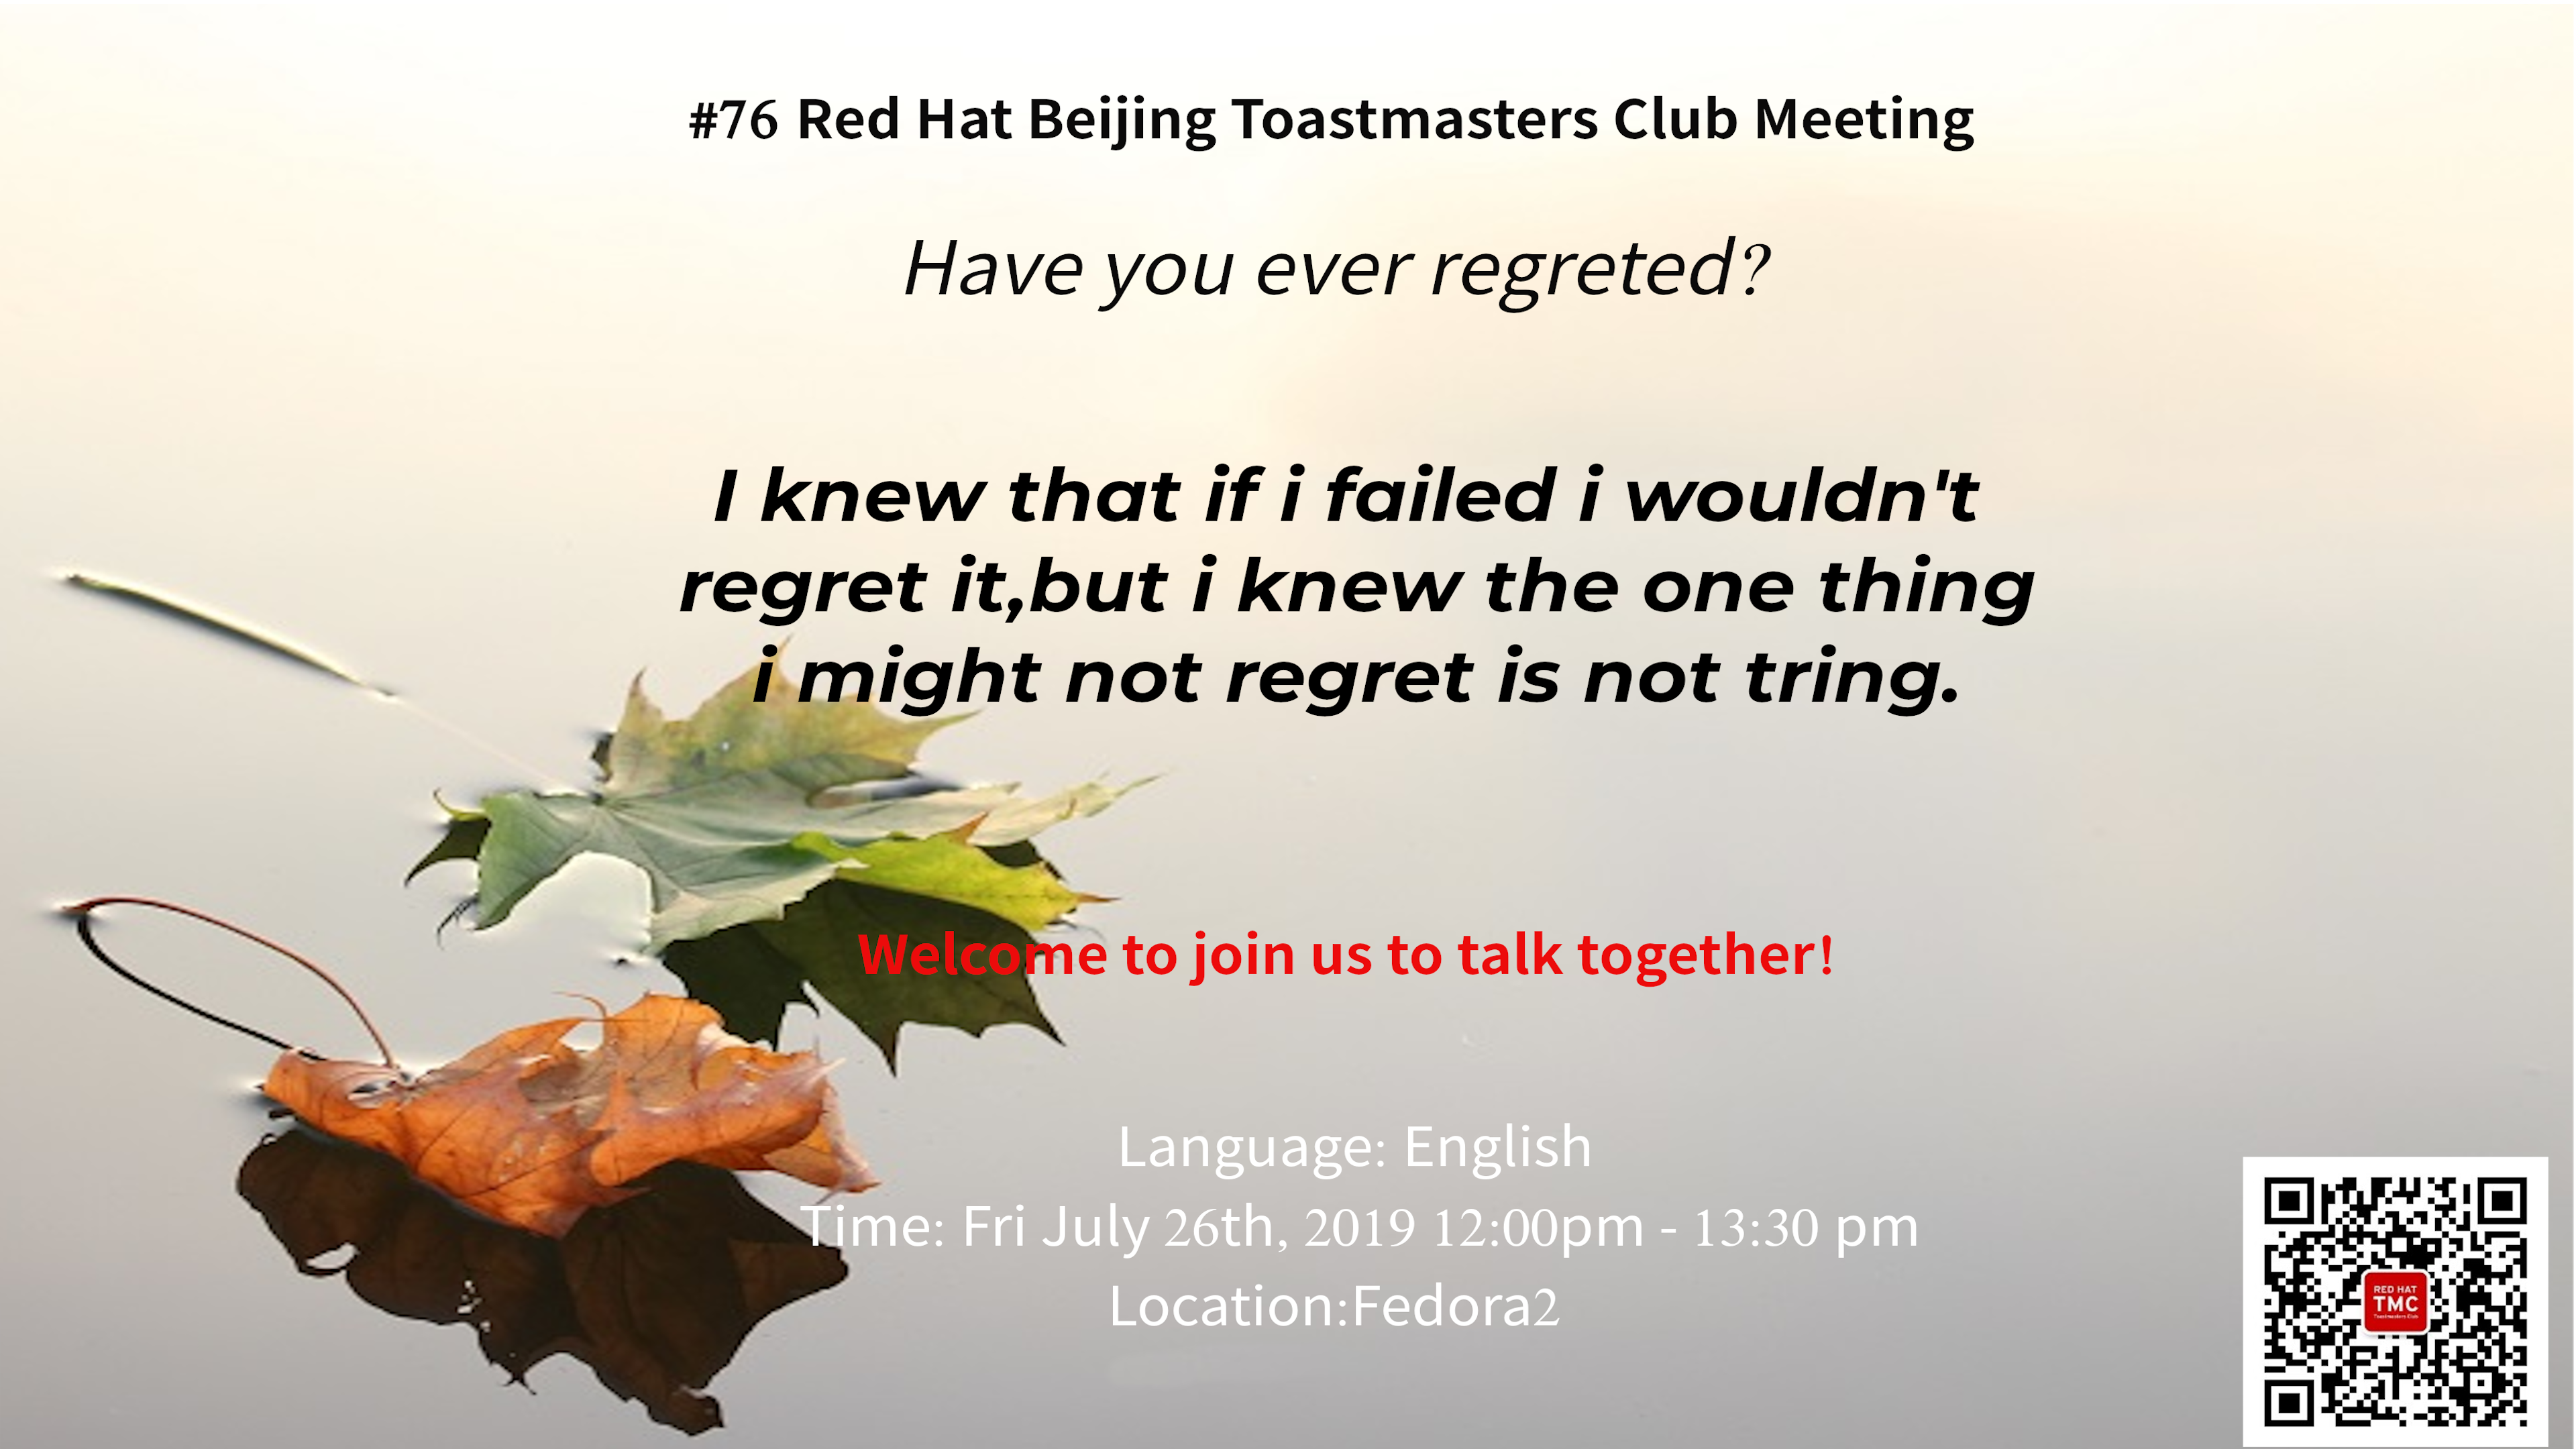 #76 Red Hat Beijing Toastmasters Club Meeting
Have you ever regreted?
I knew that if i failed i wouldn't
regret it,but i knew the one thing
i might not regret is not tring.
Welcome to join us to talk together!
Language: English
Time: Fri July 26th, 2019 12:00pm - 13:30 pm
Location:Fedora2
RED HAT
TMC
Toastmasters Club